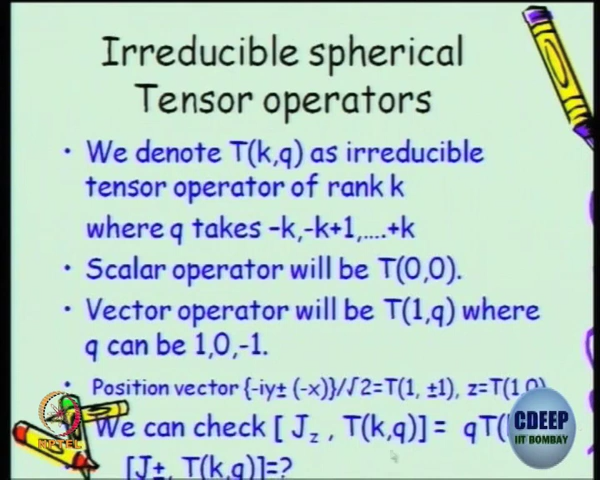 Irreducible spherical
Tensor operators
• We denote T(k,q) as irreducible
tensor operator of rank k
where q takes –k,-k+1,....+k
• Scalar operator will be T(0,0).
• Vector operator will be T(1,q) where
q can be 1,0,-1.
• Position vector {-iy± (-x)}/√2=T(1, ±1), z=T(1,0)
We can check [ Jz , T(k,q)] = qT(
[J±, T(k,q)]=?
NPTEL
CDEEP
IIT BOMBAY